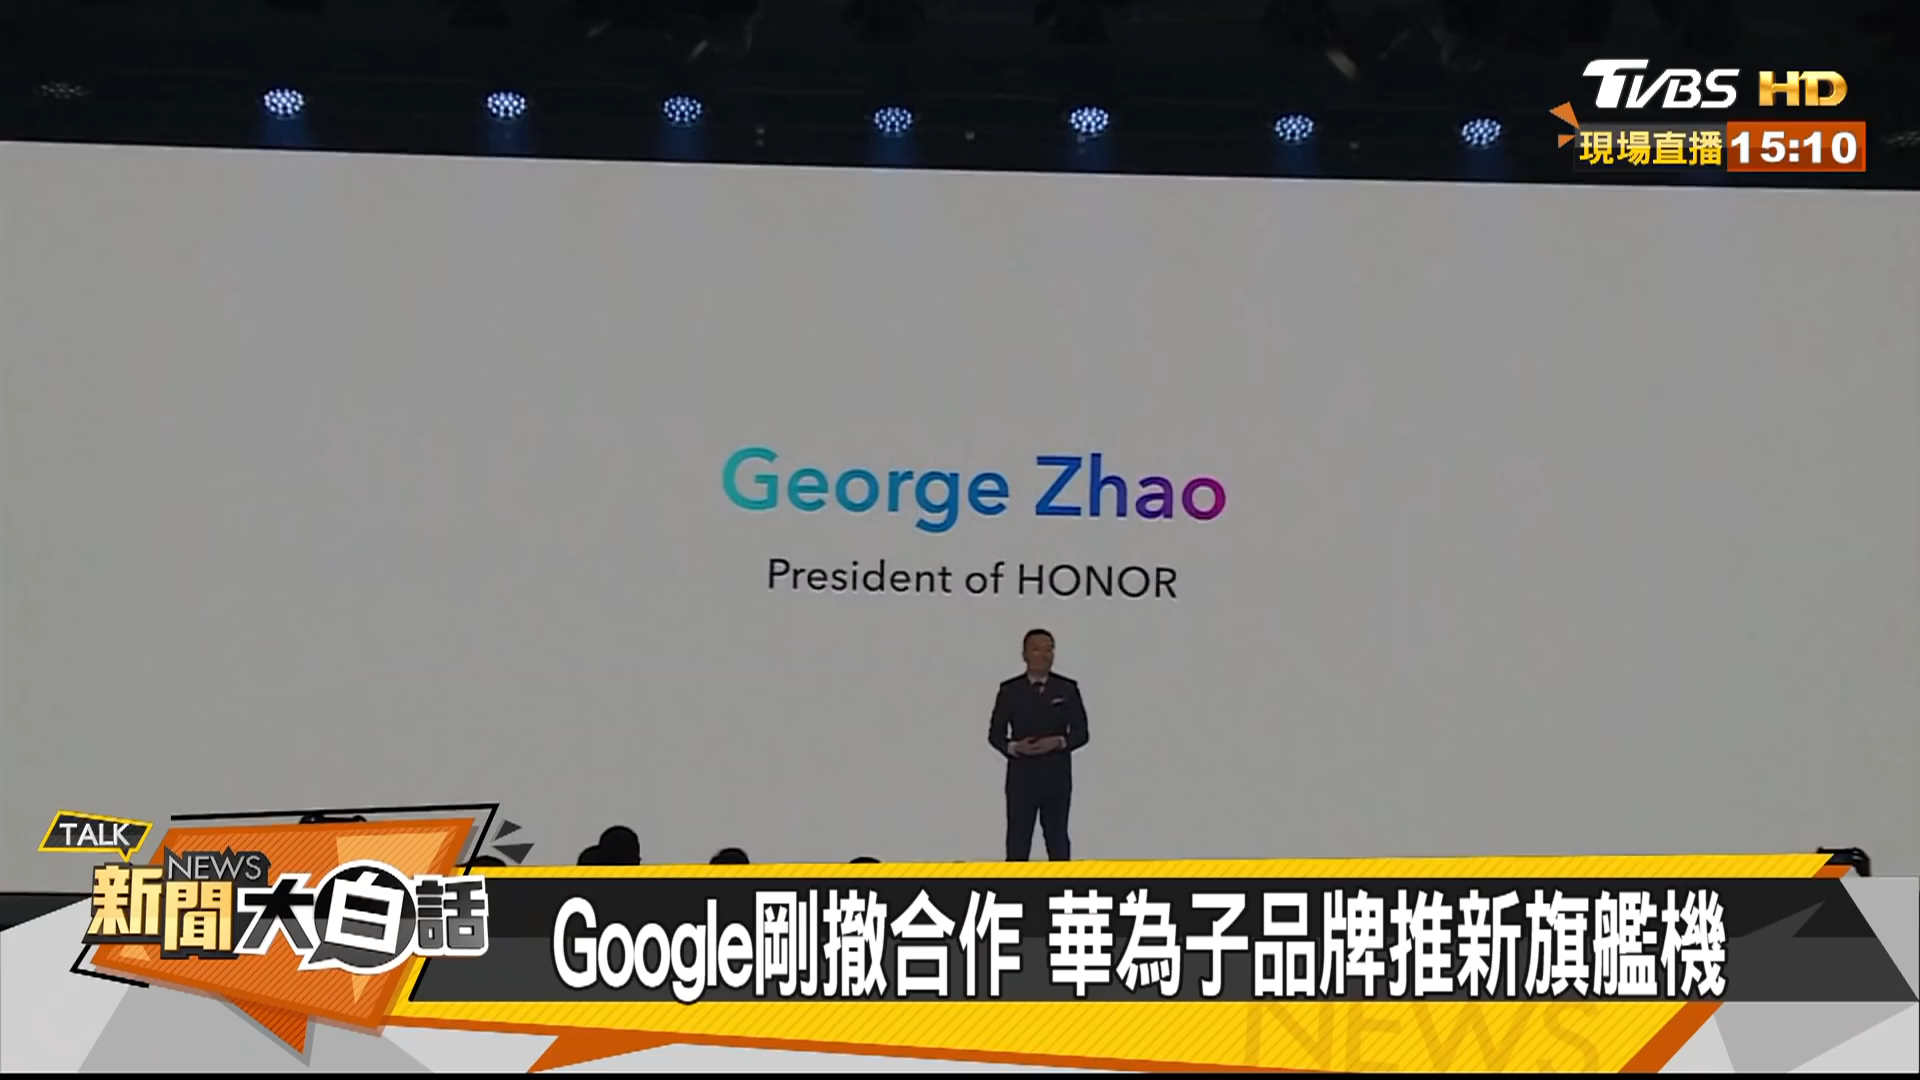 TVBS HD
現場直播 15:10
George Zhao
President of HONOR
TALK
NEWS
新聞大白話
Google剛撤合作 華為子品牌推新旗艦機
NEWS